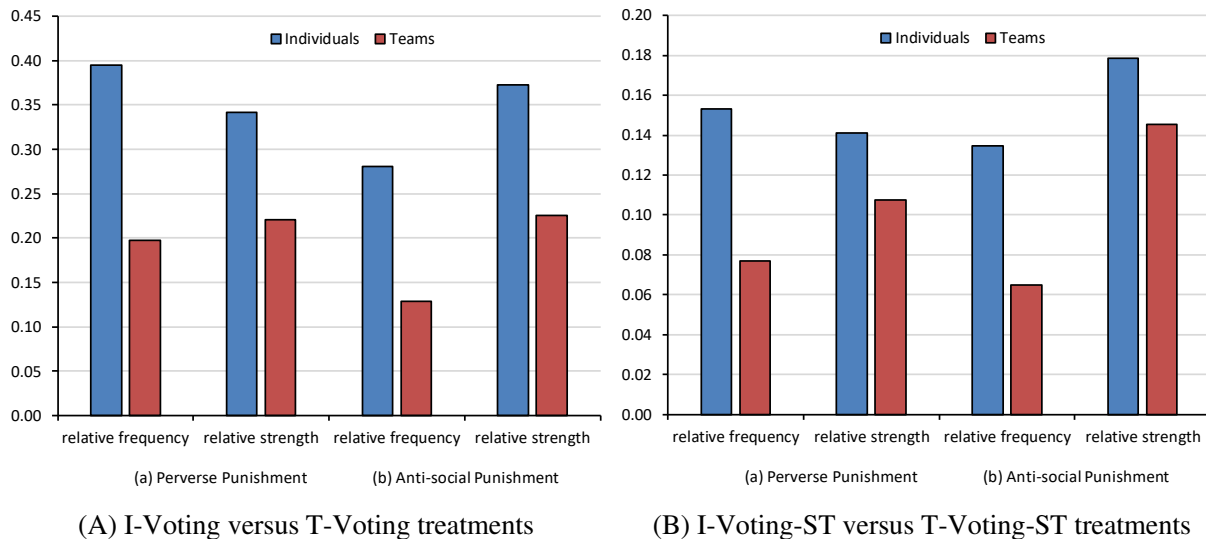 0.45
0.40
0.35
0.30
0.25
0.20
0.15
0.10
0.05
0.00
Individuals Teams
relative frequency relative strength relative frequency relative strength
(a) Perverse Punishment (b) Anti-social Punishment
(A) I-Voting versus T-Voting treatments
0.20
0.18
0.16
0.14
0.12
0.10
0.08
0.06
0.04
0.02
0.00
Individuals Teams
relative frequency relative strength relative frequency relative strength
(a) Perverse Punishment (b) Anti-social Punishment
(B) I-Voting-ST versus T-Voting-ST treatments